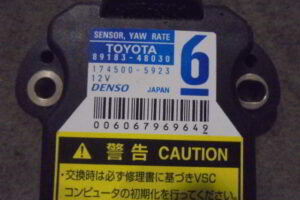 SENSOR, YAW RATE
TOYOTA 6
89183-48030
174500-5923
12V
DENSO JAPAN
006067969642
警告 CAUTION
・交換時は必ず修理書に基づきVSC
コンピュータの初期化を行ってください。